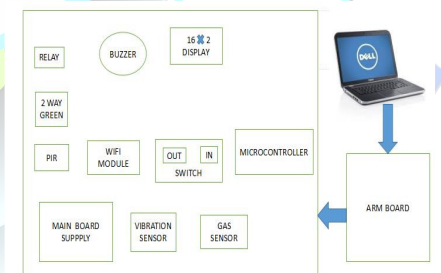 RELAY
BUZZER
16 ✖ 2
DISPLAY
DELL
2 WAY
GREEN
PIR
WIFI
MODULE
OUT
IN
SWITCH
MICROCONTROLLER
ARM BOARD
MAIN BOARD
SUPPPLY
VIBRATION
SENSOR
GAS
SENSOR